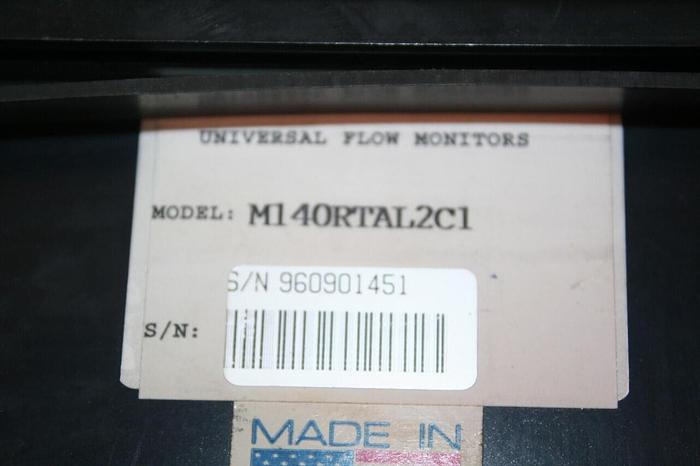 UNIVERSAL FLOW MONITORS
MODEL: M140RTAL2C1
S/N 960901451
S/N:
MADE IN